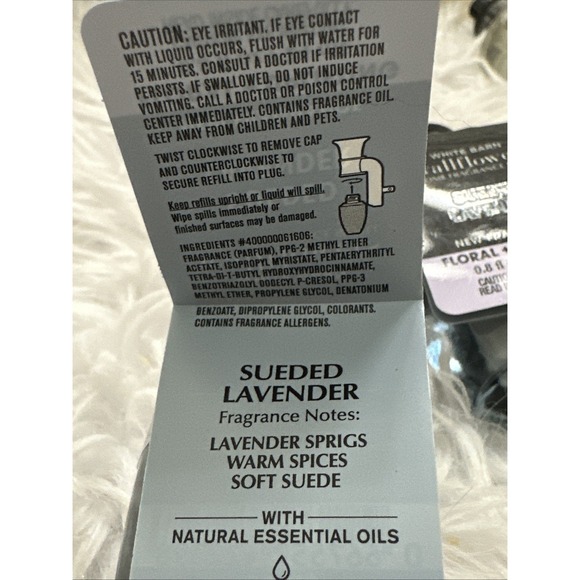 CAUTION: EYE IRRITANT. IF EYE CONTACT
WITH LIQUID OCCURS, FLUSH WITH WATER FOR
15 MINUTES. CONSULT A DOCTOR IF IRRITATION
PERSISTS. IF SWALLOWED, DO NOT INDUCE
VOMITING. CALL A DOCTOR OR POISON CONTROL
CENTER IMMEDIATELY. CONTAINS FRAGRANCE OIL.
KEEP AWAY FROM CHILDREN AND PETS.
TWIST CLOCKWISE TO REMOVE CAP
AND COUNTERCLOCKWISE TO
SECURE REFILL INTO PLUG.
Keep refills upright or liquid will spill.
Wipe spills immediately or
finished surfaces may be damaged.
INGREDIENTS #400000061606:
FRAGRANCE (PARFUM), PPG-2 METHYL ETHER
ACETATE, ISOPROPYL MYRISTATE, PENTAERYTHRITYL
TETRA-DI-T-BUTYL HYDROXYHYDROCINNAMATE,
BENZOTRIAZOLYL DODECYL P-CRESOL, PPG-3
METHYL ETHER, PROPYLENE GLYCOL, DENATONIUM
BENZOATE, DIPROPYLENE GLYCOL, COLORANTS.
CONTAINS FRAGRANCE ALLERGENS.
SUEDED
LAVENDER
Fragrance Notes:
LAVENDER SPRIGS
WARM SPICES
SOFT SUEDE
WITH
NATURAL ESSENTIAL OILS
WHITE BARN
FLORAL
0.8 fl
READ